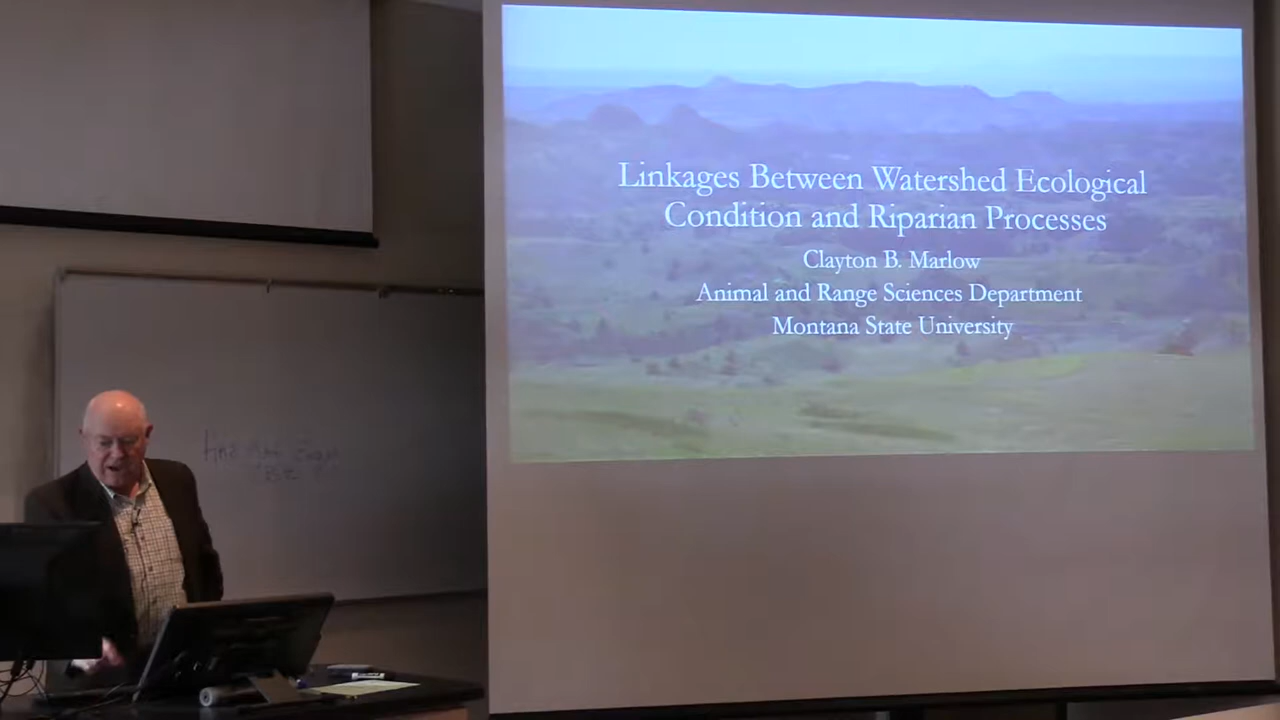 Linkages Between Watershed Ecological
Condition and Riparian Processes
Clayton B. Marlow
Animal and Range Sciences Department
Montana State University